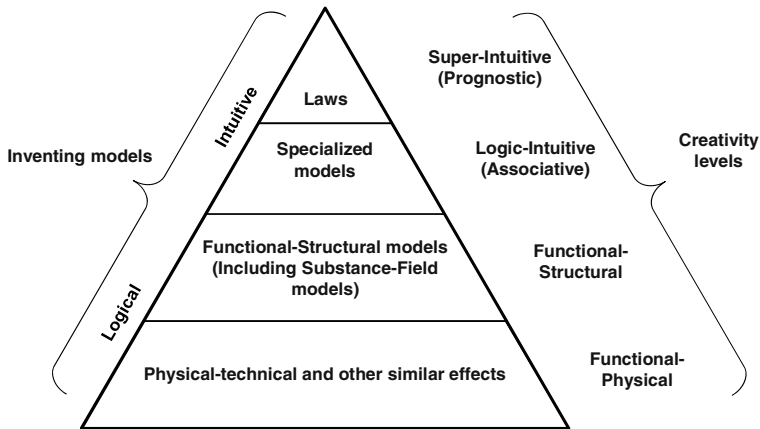 Super-Intuitive
(Prognostic)
Laws
Intuitive
Inventing models
Specialized
models
Logic-Intuitive
(Associative)
Creativity
levels
Functional-Structural models
(Including Substance-Field
models)
Functional-
Structural
Logical
Physical-technical and other similar effects
Functional-
Physical